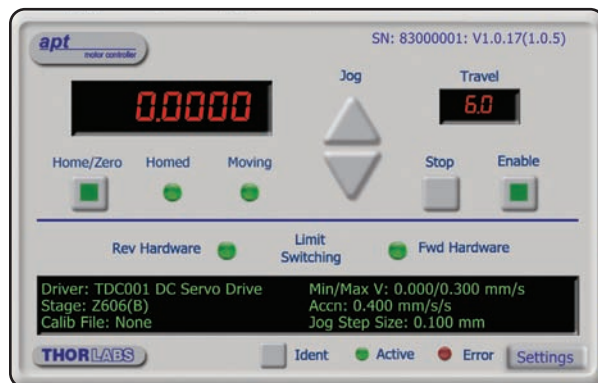 apt
motor controller
SN: 83000001: V1.0.17(1.0.5)
0.0000
Jog
Travel
6.0
Home/Zero
Homed
Moving
Stop
Enable
Rev Hardware
Limit
Switching
Fwd Hardware
Driver: TDC001 DC Servo Drive
Stage: Z606(B)
Calib File: None
Min/Max V: 0.000/0.300 mm/s
Accn: 0.400 mm/s/s
Jog Step Size: 0.100 mm
THORLABS
Ident
Active
Error
Settings